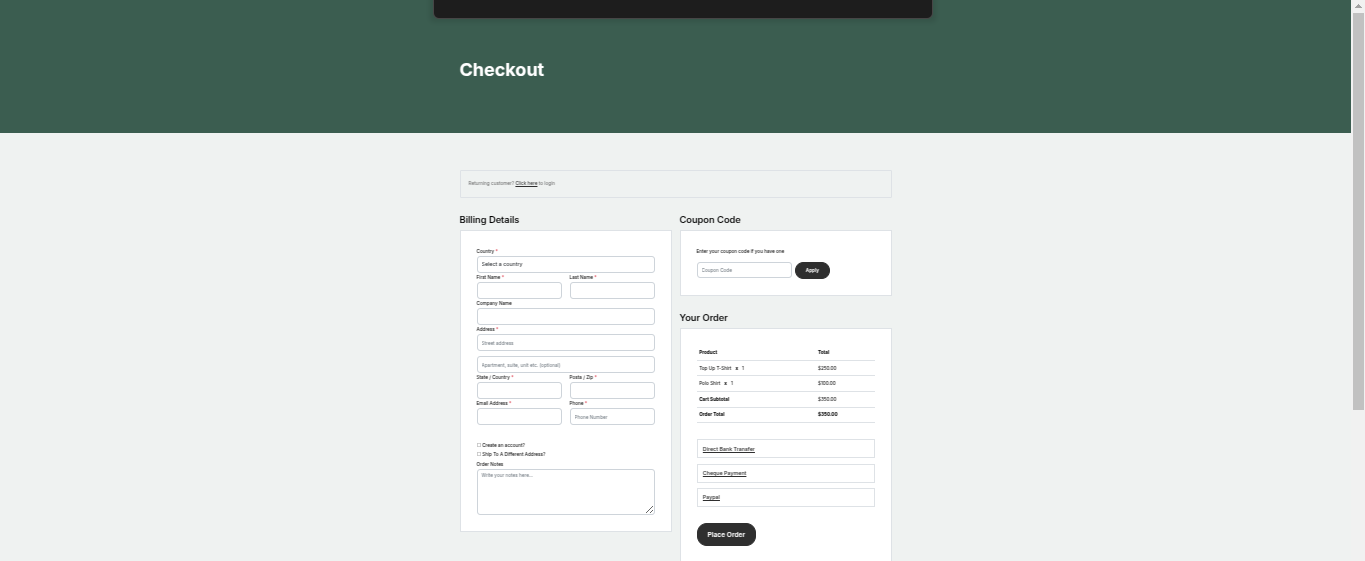 Checkout
Returning customer? Click here to login
Billing Details
Country *
Select a country
First Name *
Last Name *
Company Name
Address *
Street address
Apartment, suite, unit etc. (optional)
State / Country *
Posta / Zip *
Email Address *
Phone *
Phone Number
Create an account?
Ship To A Different Address?
Order Notes
Write your notes here...
Coupon Code
Enter your coupon code if you have one
Coupon Code
Apply
Your Order
Product Total
Top Up T-Shirt x 1 $250.00
Polo Shirt x 1 $100.00
Cart Subtotal $350.00
Order Total $350.00
Direct Bank Transfer
Cheque Payment
Paypal
Place Order